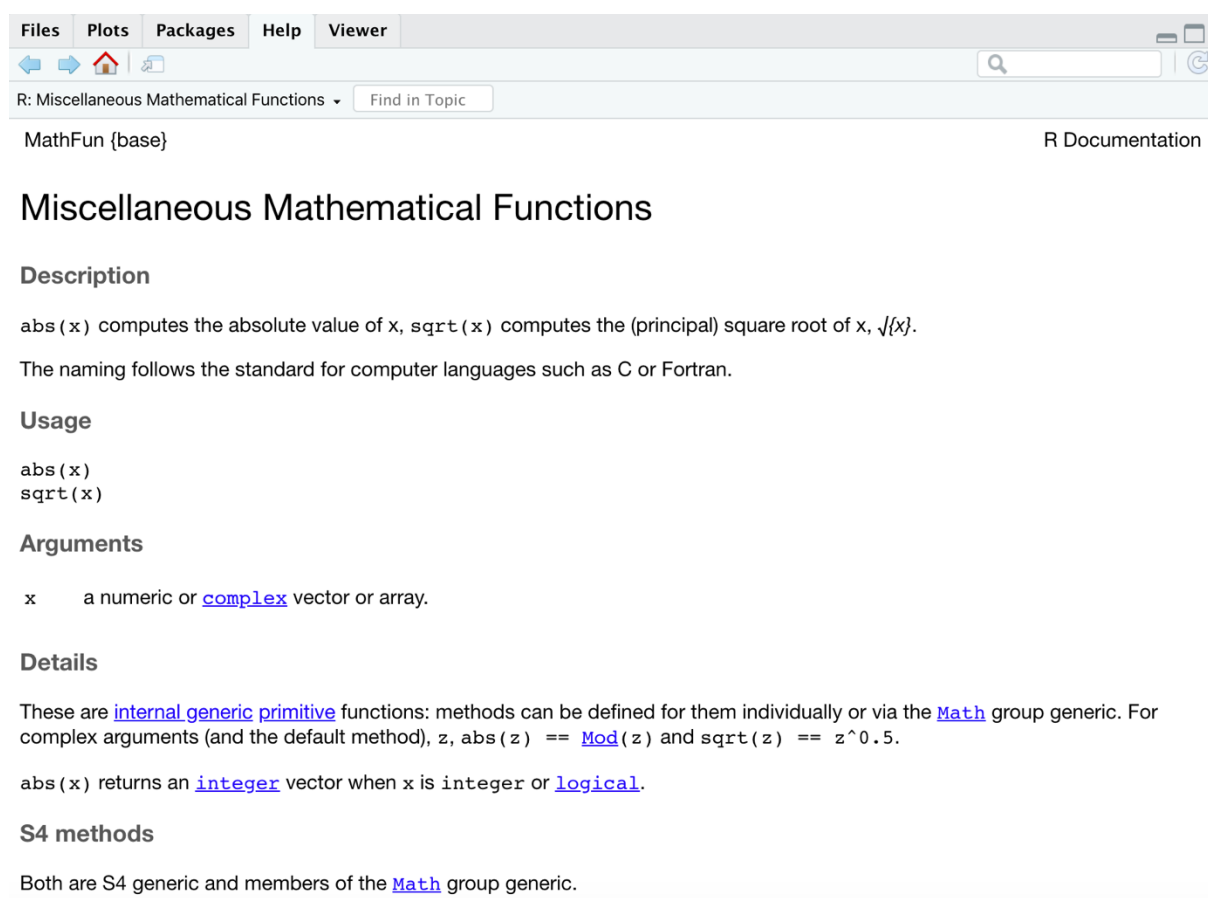 Files Plots Packages Help Viewer
R: Miscellaneous Mathematical Functions Find in Topic
MathFun {base} R Documentation
Miscellaneous Mathematical Functions
Description
abs(x) computes the absolute value of x, sqrt(x) computes the (principal) square root of x, √{x}.
The naming follows the standard for computer languages such as C or Fortran.
Usage
abs(x)
sqrt(x)
Arguments
x a numeric or complex vector or array.
Details
These are internal generic primitive functions: methods can be defined for them individually or via the Math group generic. For
complex arguments (and the default method), z, abs(z) == Mod(z) and sqrt(z) == z^0.5.
abs(x) returns an integer vector when x is integer or logical.
S4 methods
Both are S4 generic and members of the Math group generic.